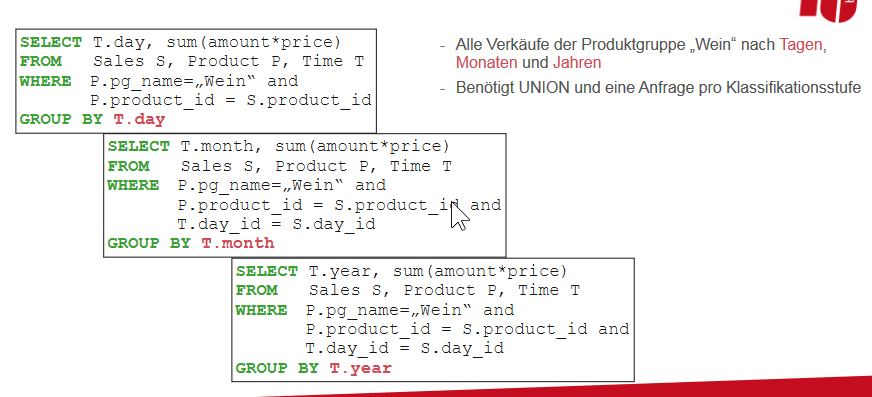 SELECT T.day, sum(amount*price)
FROM Sales S, Product P, Time T
WHERE P.pg_name=„Wein“ and
P.product_id = S.product_id
GROUP BY T.day
SELECT T.month, sum(amount*price)
FROM Sales S, Product P, Time T
WHERE P.pg_name=„Wein“ and
P.product_id = S.product_id and
T.day_id = S.day_id
GROUP BY T.month
SELECT T.year, sum(amount*price)
FROM Sales S, Product P, Time T
WHERE P.pg_name=„Wein“ and
P.product_id = S.product_id and
T.day_id = S.day_id
GROUP BY T.year
- Alle Verkäufe der Produktgruppe „Wein“ nach Tagen,
Monaten und Jahren
- Benötigt UNION und eine Anfrage pro Klassifikationsstufe